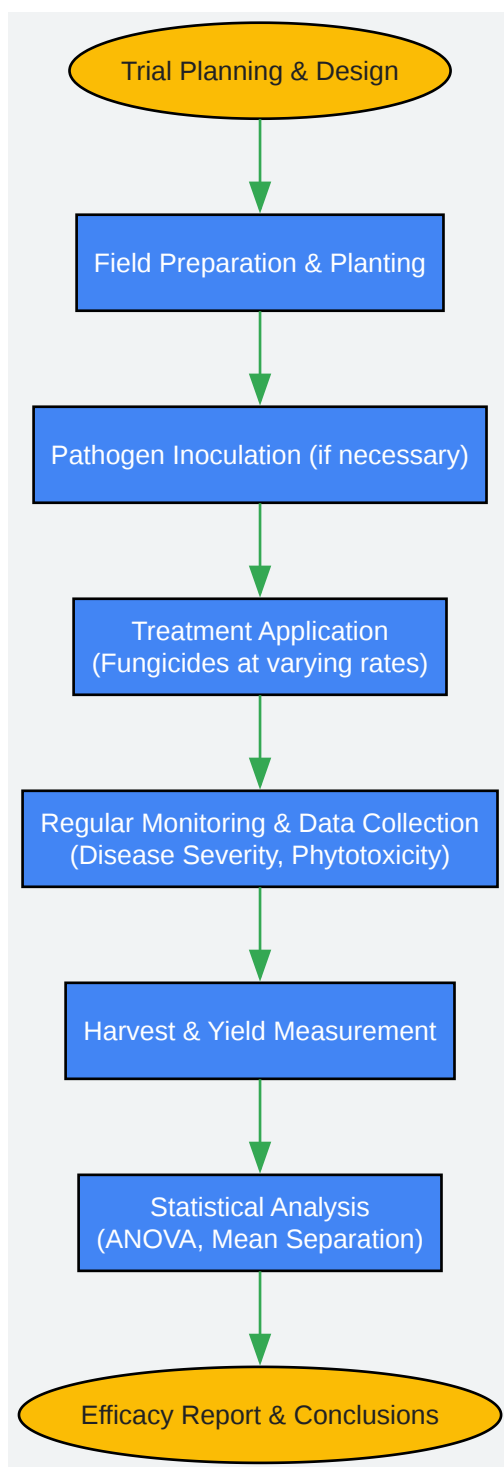 Trial Planning & Design
Field Preparation & Planting
Pathogen Inoculation (if necessary)
Treatment Application
(Fungicides at varying rates)
Regular Monitoring & Data Collection
(Disease Severity, Phytotoxicity)
Harvest & Yield Measurement
Statistical Analysis
(ANOVA, Mean Separation)
Efficacy Report & Conclusions